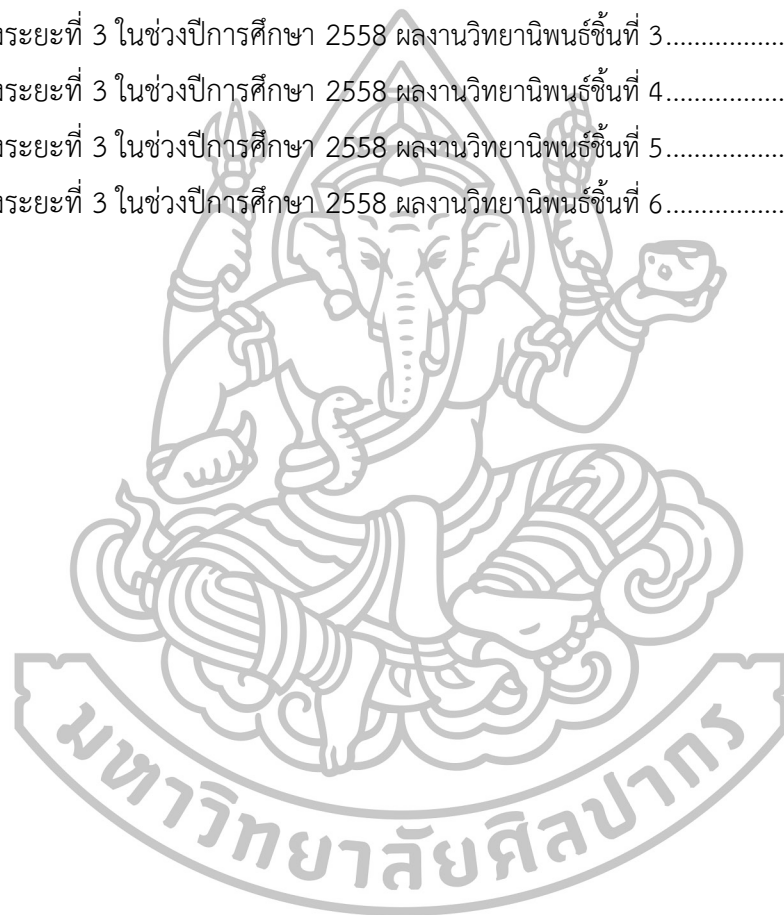 ระยะที่ 3 ในช่วงปีการศึกษา 2558 ผลงานวิทยานิพนธ์ชิ้นที่ 3.................
ระยะที่ 3 ในช่วงปีการศึกษา 2558 ผลงานวิทยานิพนธ์ชิ้นที่ 4.................
ระยะที่ 3 ในช่วงปีการศึกษา 2558 ผลงานวิทยานิพนธ์ชิ้นที่ 5.................
ระยะที่ 3 ในช่วงปีการศึกษา 2558 ผลงานวิทยานิพนธ์ชิ้นที่ 6.................
มหาวิทยาลัยศิลปากร